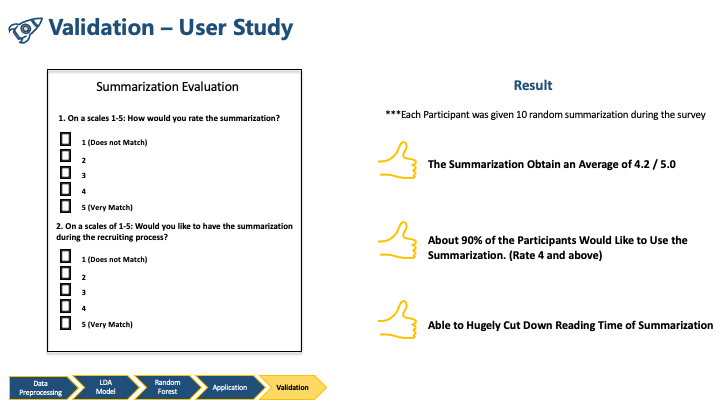 Validation – User Study
Summarization Evaluation
1. On a scales 1-5: How would you rate the summarization?
1 (Does not Match)
2
3
4
5 (Very Match)
2. On a scales of 1-5: Would you like to have the summarization
during the recruiting process?
1 (Does not Match)
2
3
4
5 (Very Match)
Result
***Each Participant was given 10 random summarization during the survey
The Summarization Obtain an Average of 4.2 / 5.0
About 90% of the Participants Would Like to Use the
Summarization. (Rate 4 and above)
Able to Hugely Cut Down Reading Time of Summarization
Data
Preprocessing
LDA
Model
Random
Forest
Application
Validation